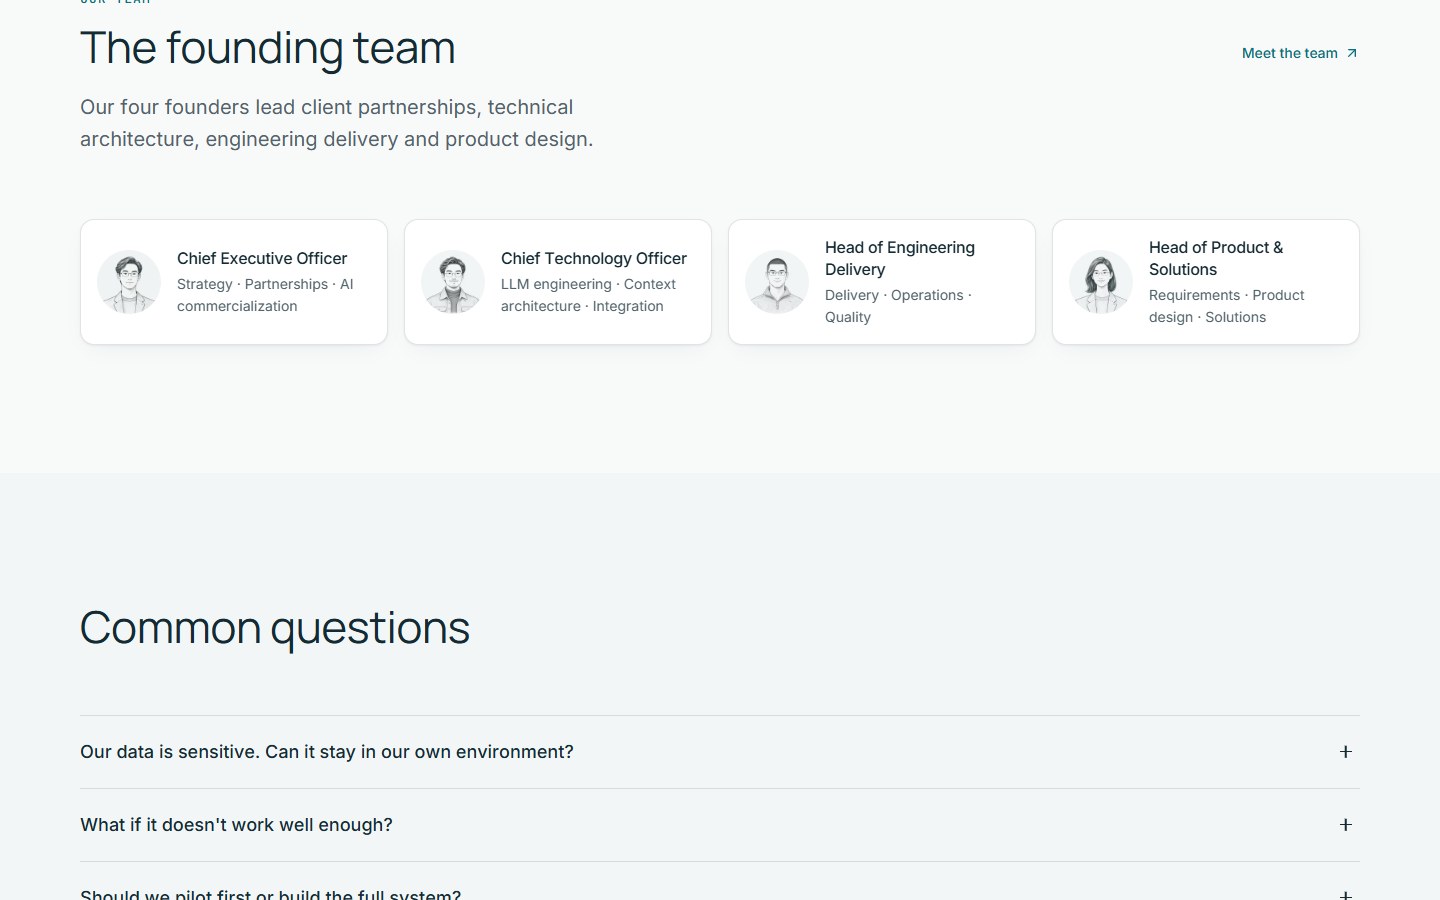 OUR TEAM
The founding team
Meet the team
Our four founders lead client partnerships, technical
architecture, engineering delivery and product design.
Chief Executive Officer
Strategy · Partnerships · AI
commercialization
Chief Technology Officer
LLM engineering · Context
architecture · Integration
Head of Engineering
Delivery
Delivery · Operations ·
Quality
Head of Product &
Solutions
Requirements · Product
design · Solutions
Common questions
Our data is sensitive. Can it stay in our own environment?
What if it doesn't work well enough?
Should we pilot first or build the full system?